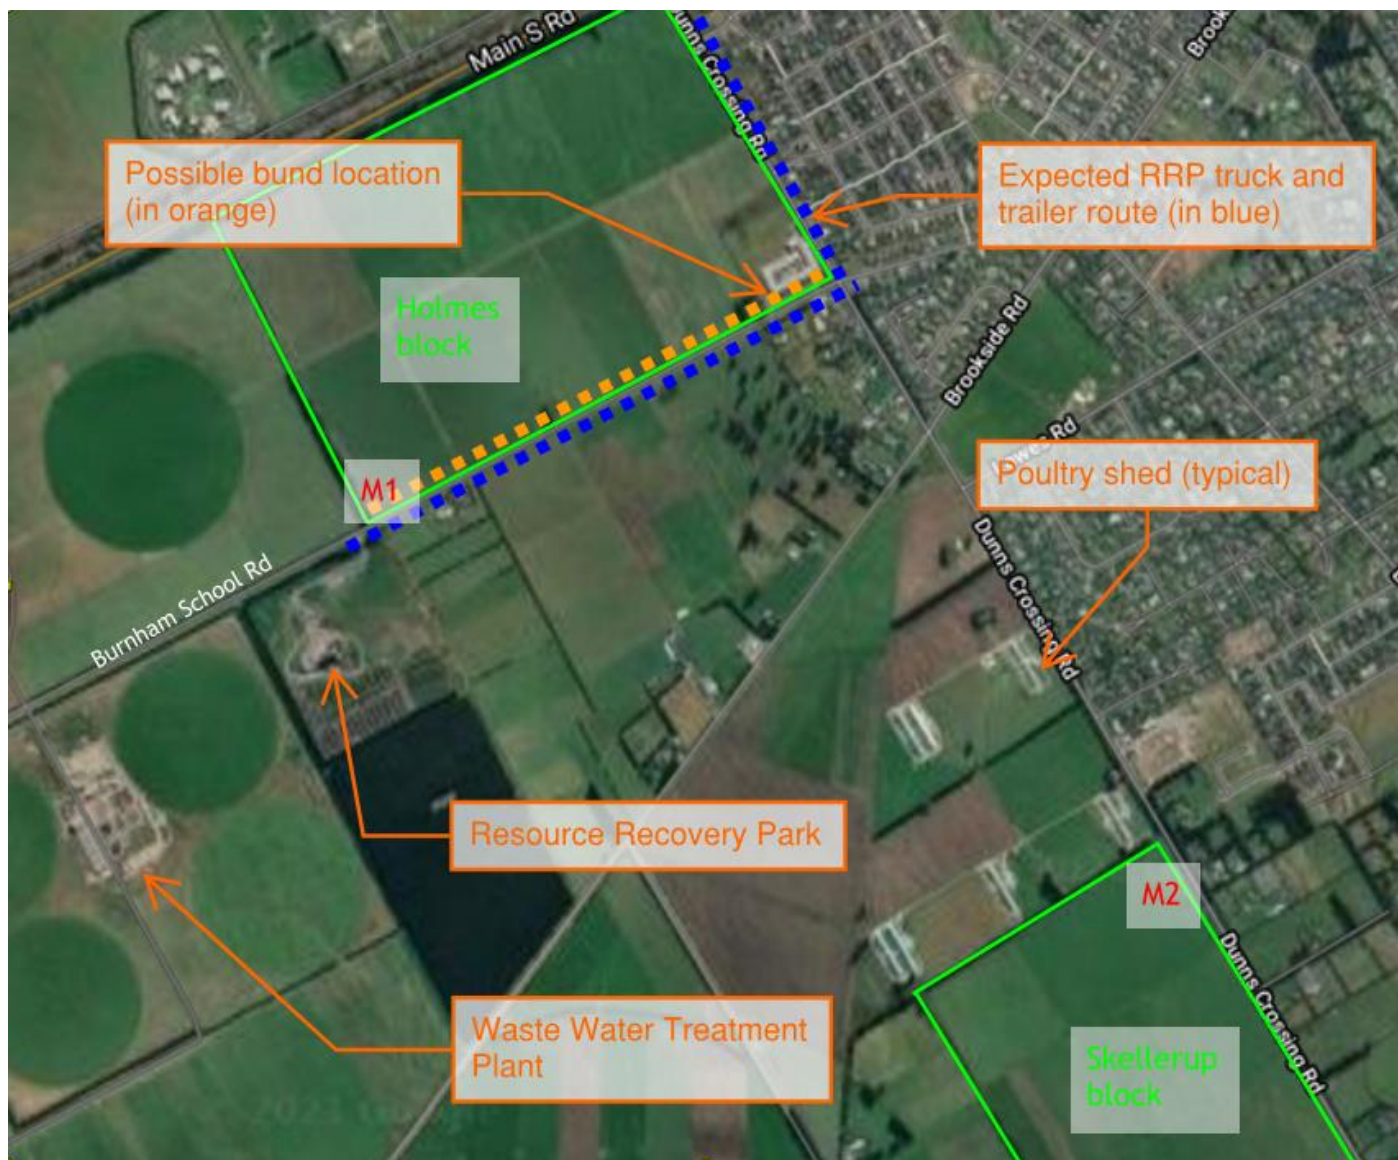 Main S Rd
Dunns Crossing Rd
Possible bund location
(in orange)
Expected RRP truck and
trailer route (in blue)
Holmes
block
Brookside Rd
M1
Poultry shed (typical)
Dunns Crossing Rd
Burnham School Rd
Resource Recovery Park
M2
Waste Water Treatment
Plant
Dunns Crossing Rd
Skellerup
block